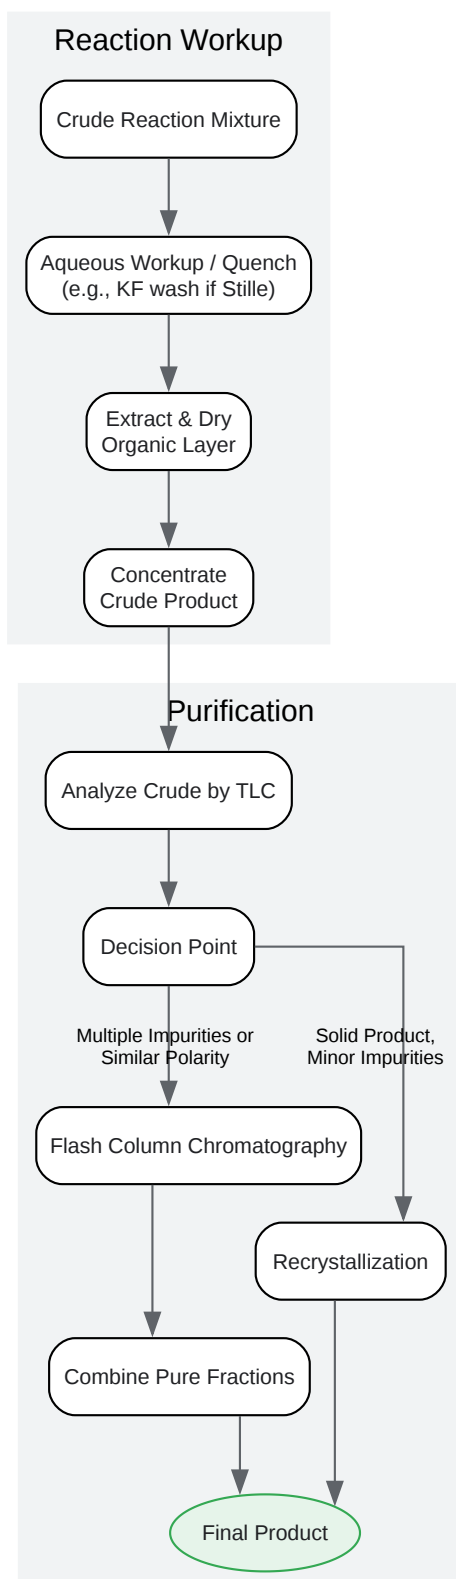 Reaction Workup
Crude Reaction Mixture
Aqueous Workup / Quench
(e.g., KF wash if Stille)
Extract & Dry
Organic Layer
Concentrate
Crude Product
Purification
Analyze Crude by TLC
Decision Point
Multiple Impurities or
Similar Polarity
Solid Product,
Minor Impurities
Flash Column Chromatography
Recrystallization
Combine Pure Fractions
Final Product